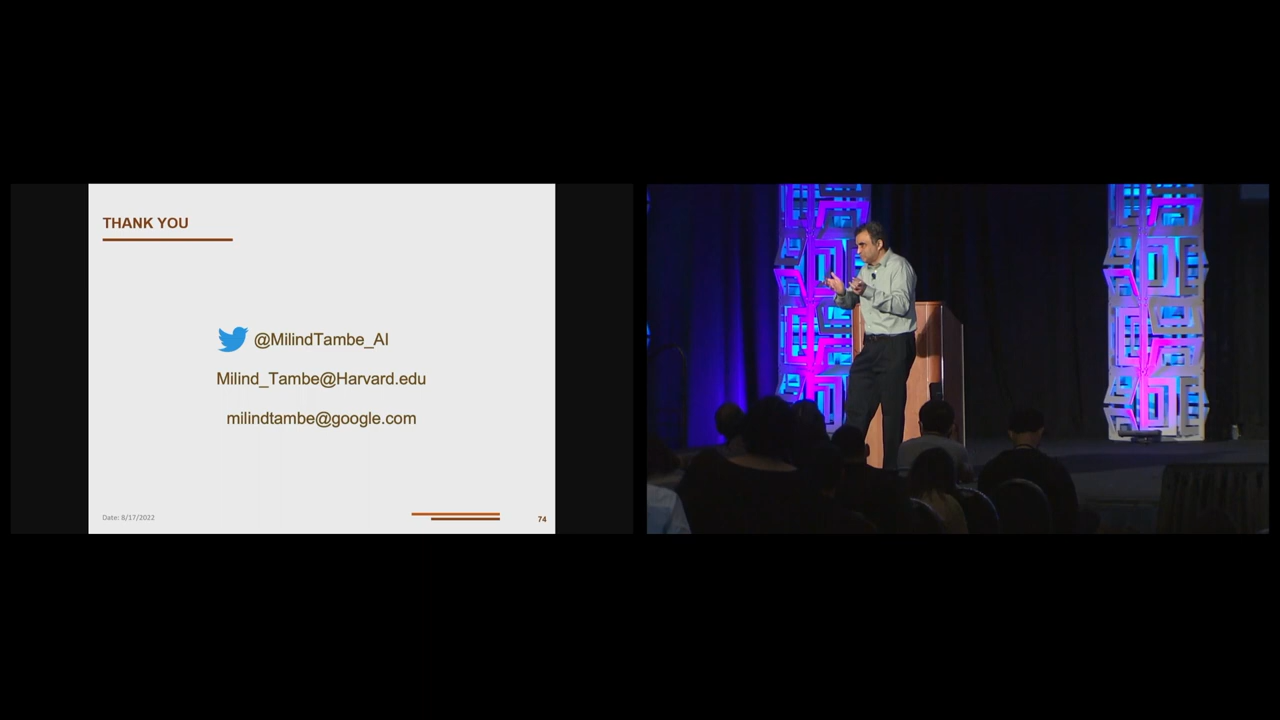 THANK YOU
@MilindTambe_AI
Milind_Tambe@Harvard.edu
milindtambe@google.com
Date: 8/17/2022
74